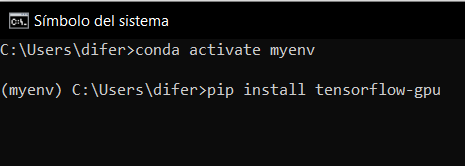 Símbolo del sistema
C:\Users\difer>conda activate myenv
(myenv) C:\Users\difer>pip install tensorflow-gpu